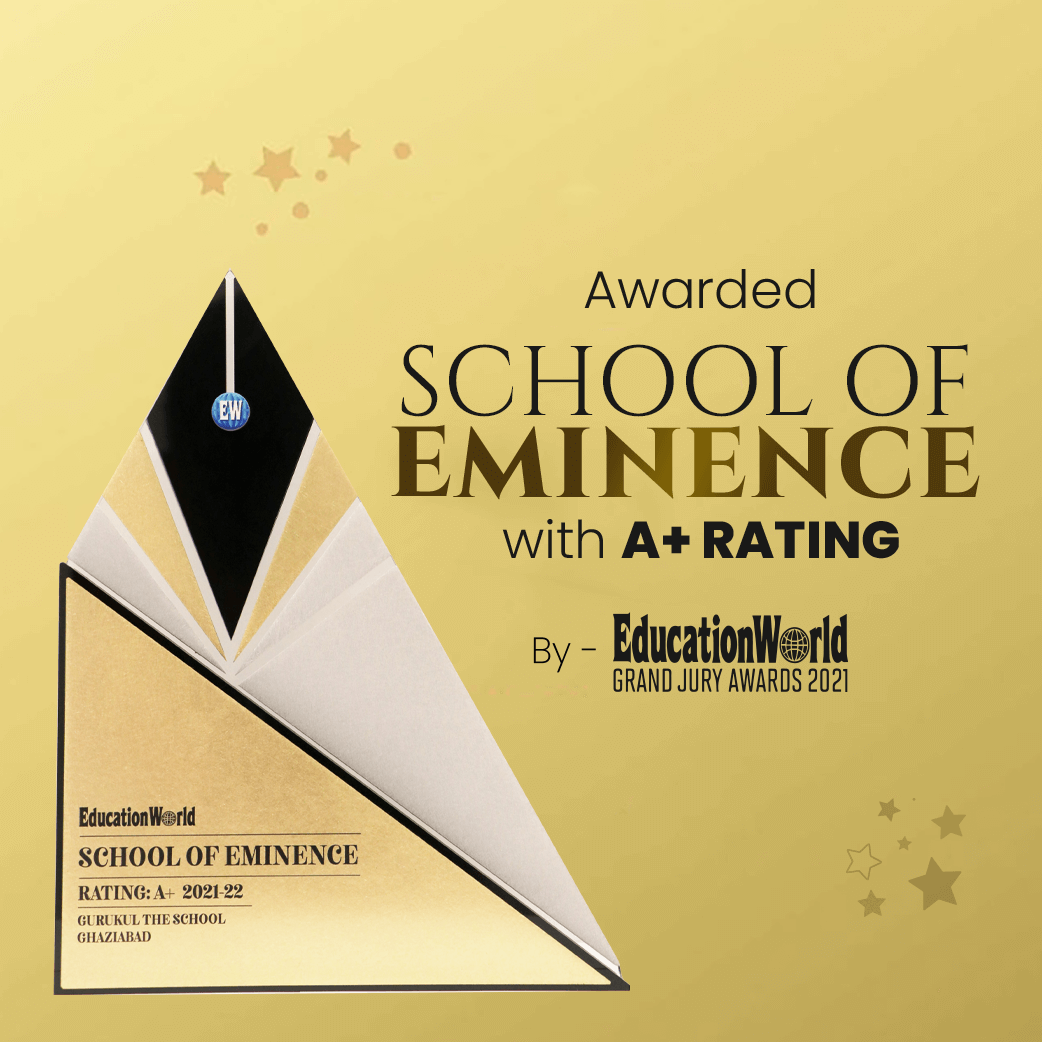 Awarded
SCHOOL OF
EMINENCE
with A+ RATING
By - EducationWorld
GRAND JURY AWARDS 2021
EW
EducationWorld
SCHOOL OF EMINENCE
RATING: A+ 2021-22
GURUKUL THE SCHOOL
GHAZIABAD